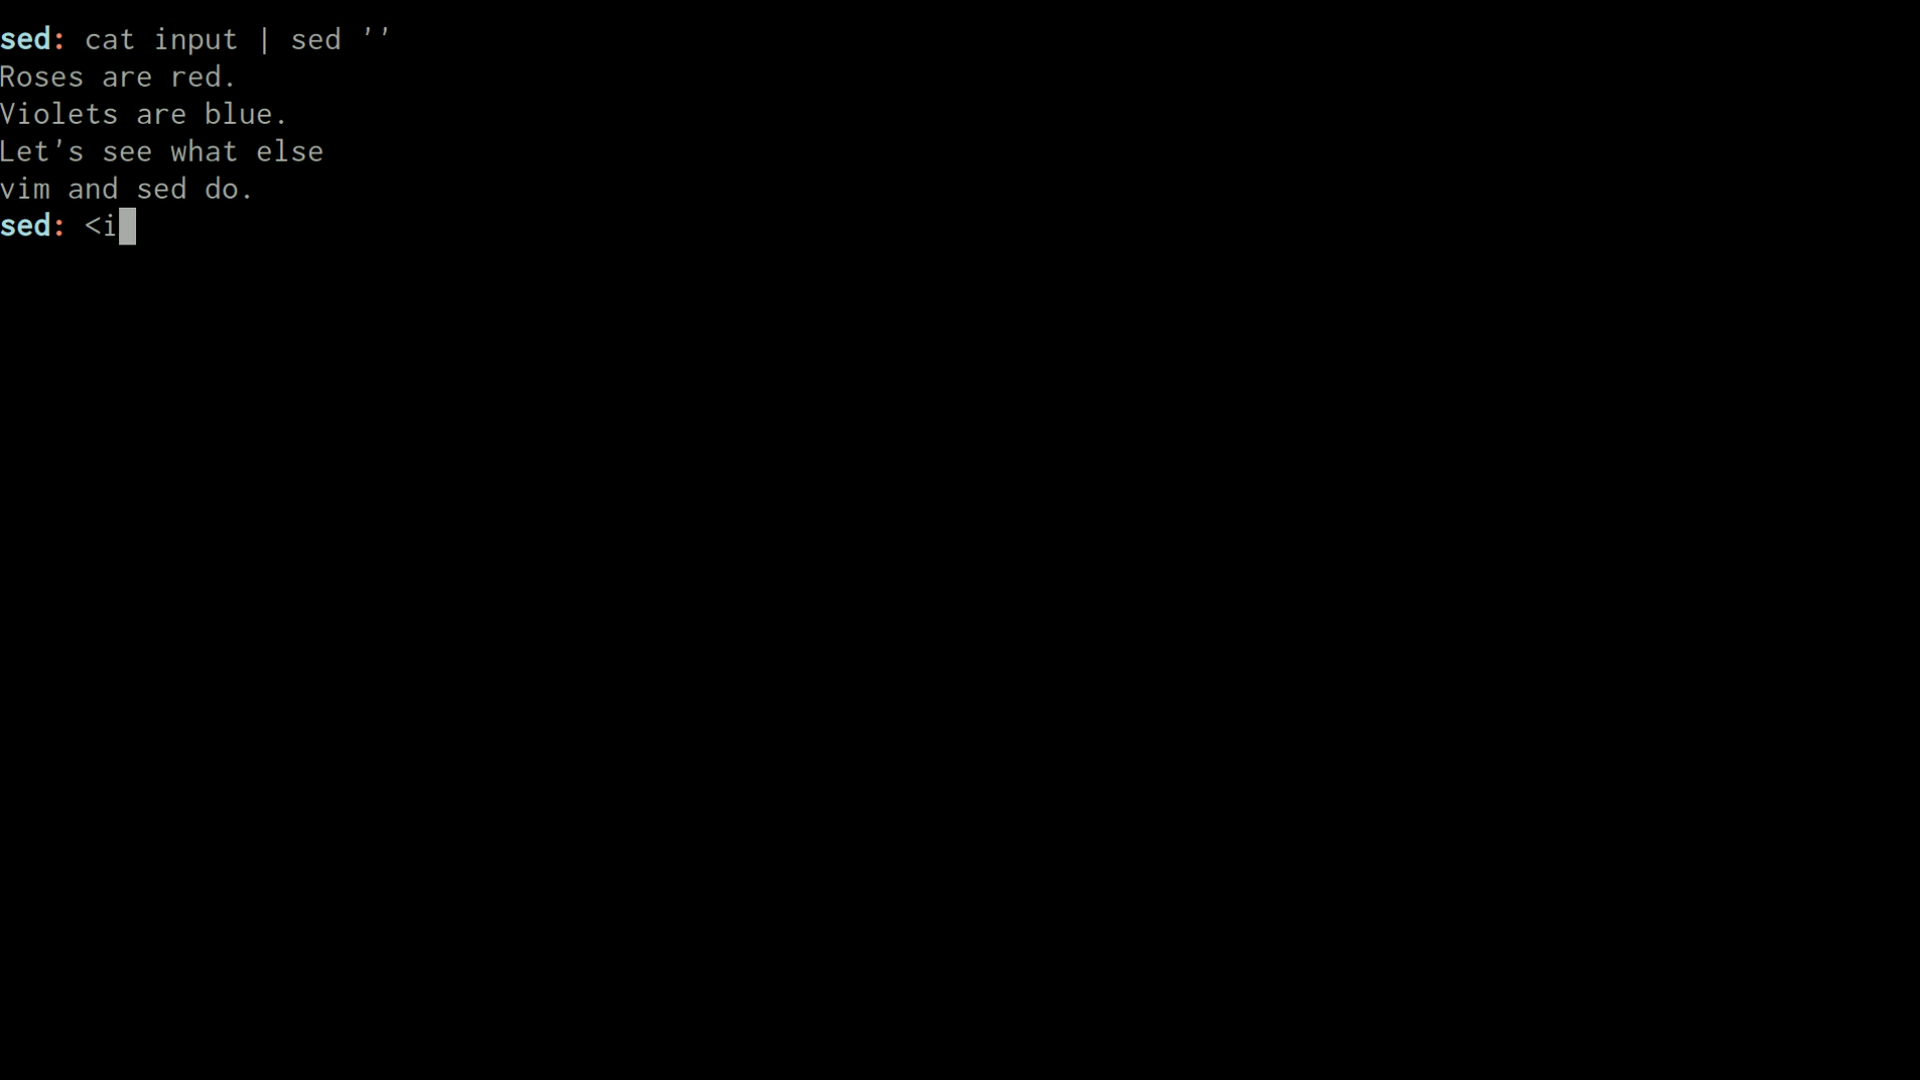 sed: cat input | sed ''
Roses are red.
Violets are blue.
Let's see what else
vim and sed do.
sed: <i